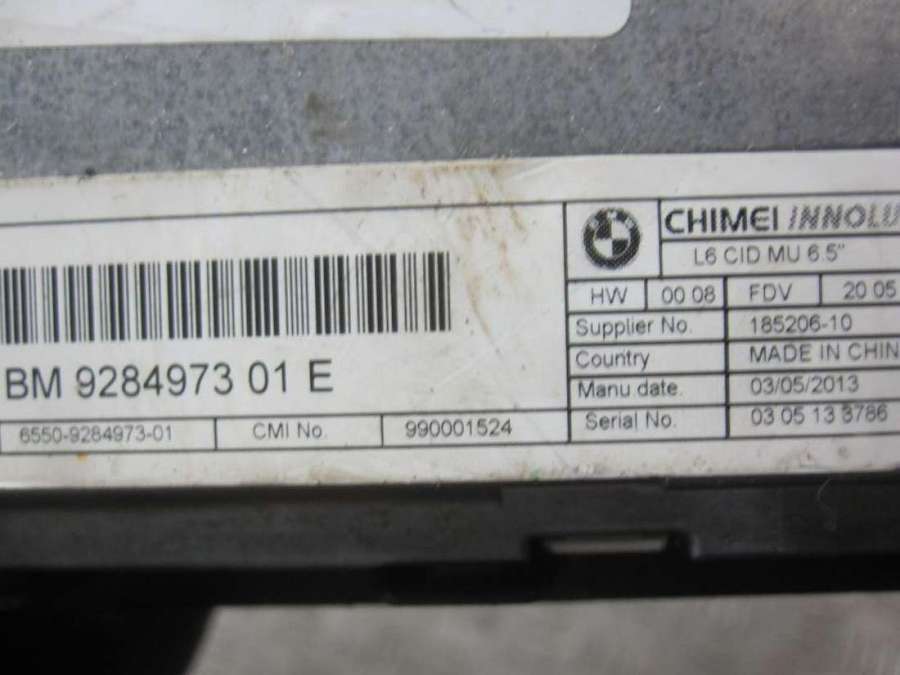 BM 9284973 01 E
6550-9284973-01 CMI No. 990001524
CHIMEI INNOLU
L6 CID MU 6.5"
HW 00 08 FDV 20 05
Supplier No. 185206-10
Country MADE IN CHIN
Manu date. 03/05/2013
Serial No. 03 05 13 3786